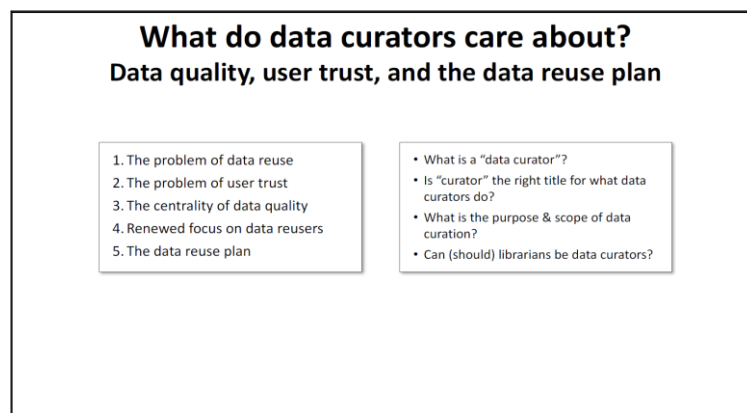 What do data curators care about?
Data quality, user trust, and the data reuse plan
1. The problem of data reuse
2. The problem of user trust
3. The centrality of data quality
4. Renewed focus on data reusers
5. The data reuse plan
• What is a “data curator”?
• Is “curator” the right title for what data
curators do?
• What is the purpose & scope of data
curation?
• Can (should) librarians be data curators?